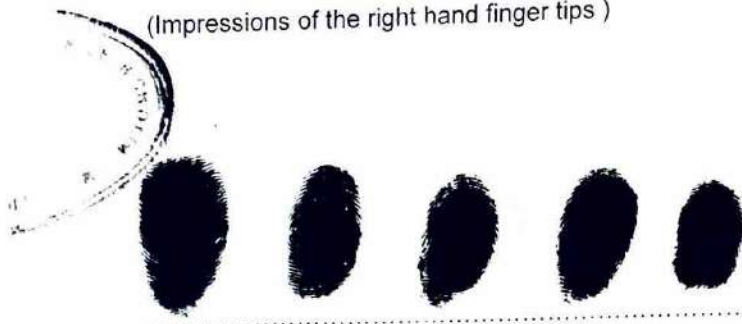 (Impressions of the right hand finger tips )